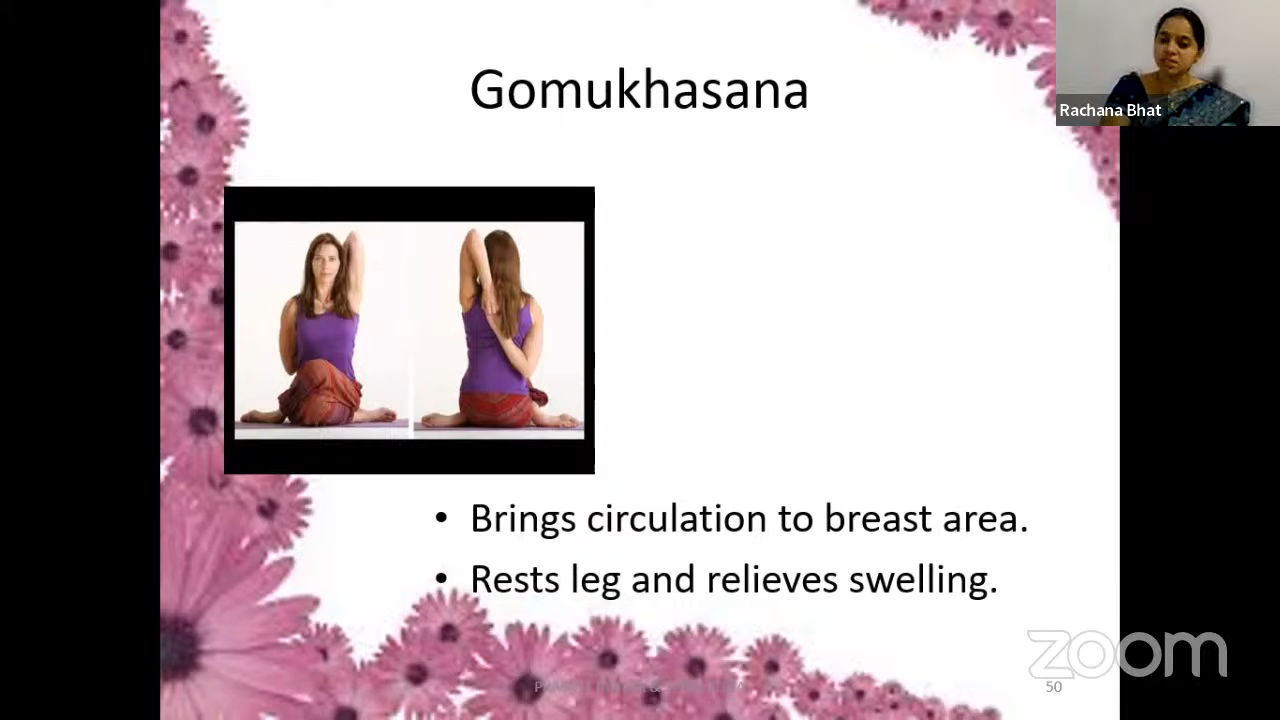 Gomukhasana
Rachana Bhat
• Brings circulation to breast area.
• Rests leg and relieves swelling.
zoom
50